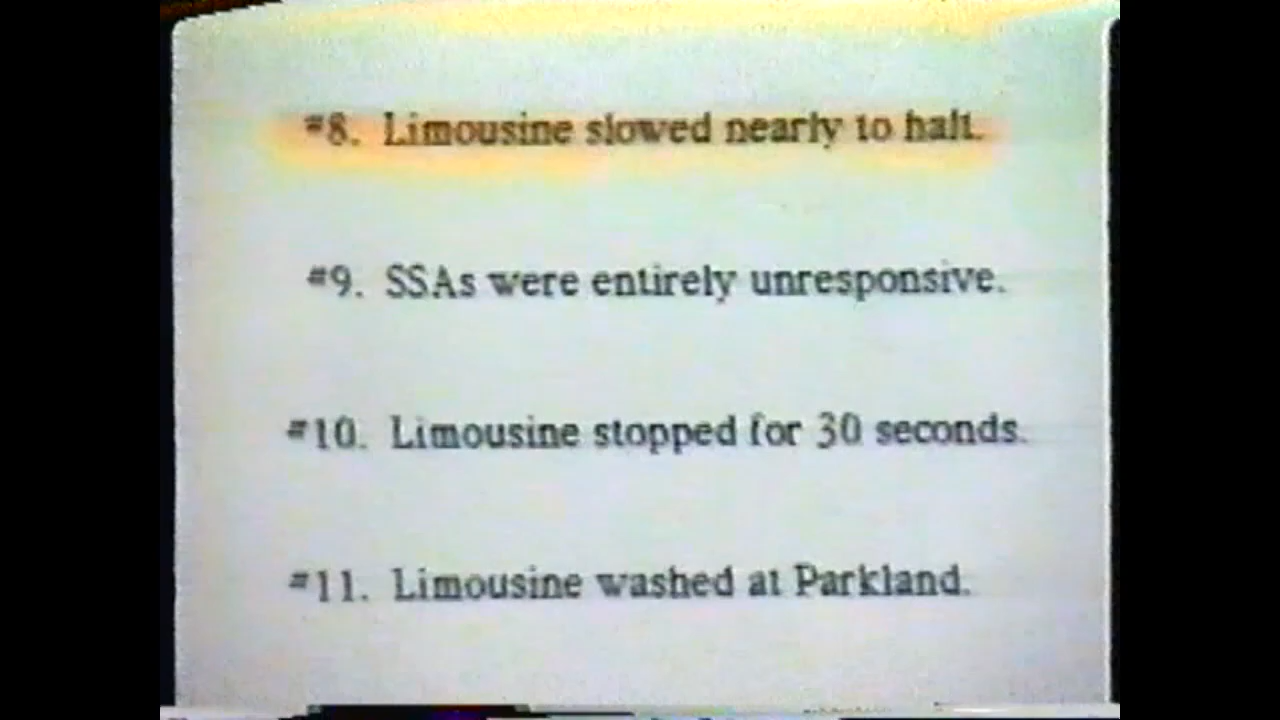 #8. Limousine slowed nearly to halt.
#9. SSAs were entirely unresponsive.
#10. Limousine stopped for 30 seconds.
#11. Limousine washed at Parkland.